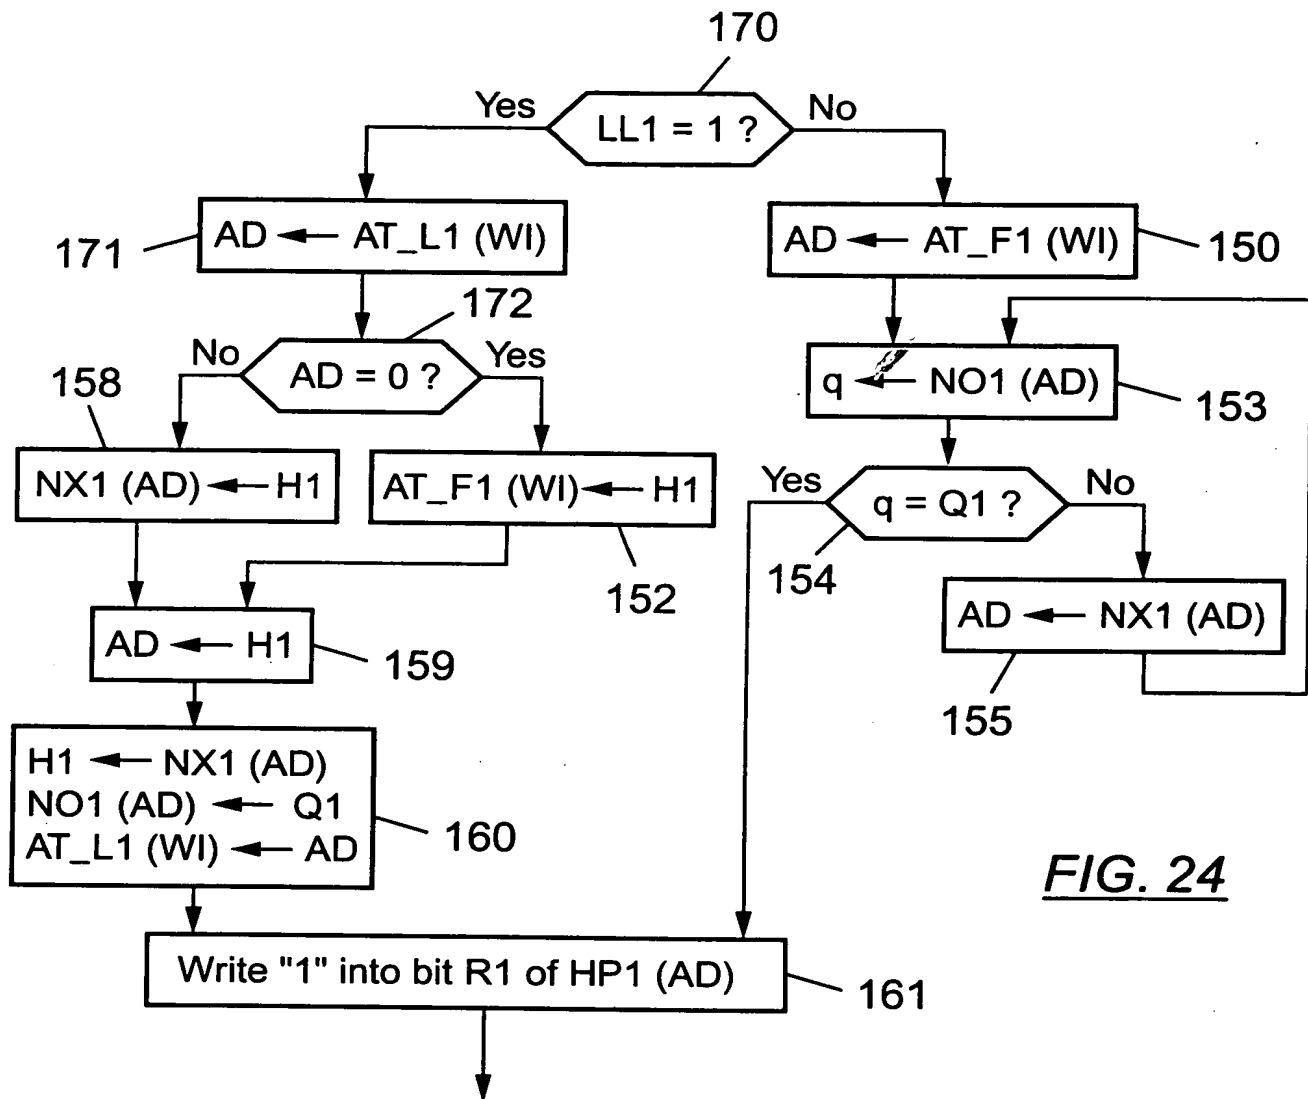 170
Yes
LL1 = 1 ?
No
AD ← AT_L1 (WI)
171
AD ← AT_F1 (WI)
150
172
No
AD = 0 ?
Yes
158
q ← NO1 (AD)
153
NX1 (AD) ← H1
AT_F1 (WI) ← H1
152
Yes
q = Q1 ?
No
154
AD ← NX1 (AD)
155
AD ← H1
159
H1 ← NX1 (AD)
NO1 (AD) ← Q1
AT_L1 (WI) ← AD
160
FIG. 24
Write "1" into bit R1 of HP1 (AD)
161